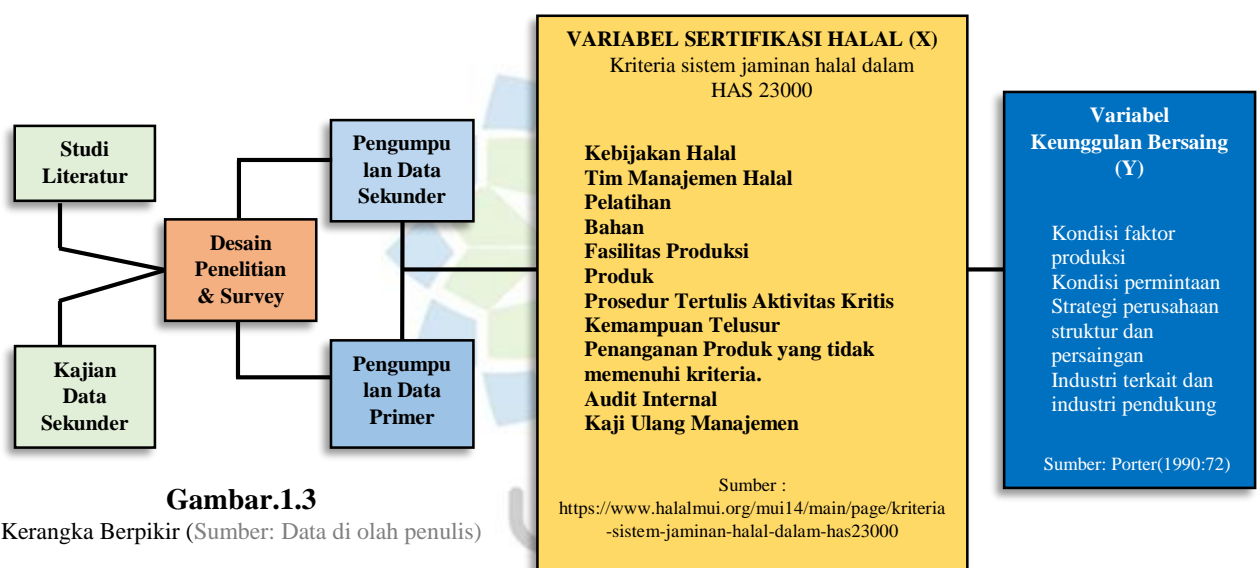 Studi
Literatur
Kajian
Data
Sekunder
Desain
Penelitian
& Survey
Pengumpu
lan Data
Sekunder
Pengumpu
lan Data
Primer
VARIABEL SERTIFIKASI HALAL (X)
Kriteria sistem jaminan halal dalam
HAS 23000
Kebijakan Halal
Tim Manajemen Halal
Pelatihan
Bahan
Fasilitas Produksi
Produk
Prosedur Tertulis Aktivitas Kritis
Kemampuan Telusur
Penanganan Produk yang tidak
memenuhi kriteria.
Audit Internal
Kaji Ulang Manajemen
Sumber :
https://www.halalmui.org/mui14/main/page/kriteria
-sistem-jaminan-halal-dalam-has23000
Variabel
Keunggulan Bersaing
(Y)
Kondisi faktor
produksi
Kondisi permintaan
Strategi perusahaan
struktur dan
persaingan
Industri terkait dan
industri pendukung
Sumber: Porter(1990:72)
Gambar.1.3
Kerangka Berpikir (Sumber: Data di olah penulis)